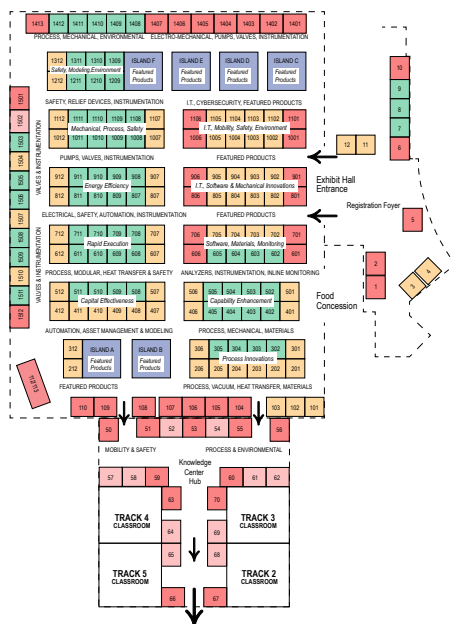 1413 1412 1411 1410 1409 1408 1407 1406 1405 1404 1403 1402 1401
PROCESS, MECHANICAL, ENVIRONMENTAL ELECTRO-MECHANICAL, PUMPS, VALVES, INSTRUMENTATION
1312 1311 1310 1309
Safety, Modeling, Environment
1212 1211 1210 1209
ISLAND F
Featured
Products
ISLAND E
Featured
Products
ISLAND D
Featured
Products
ISLAND C
Featured
Products
SAFETY, RELIEF DEVICES, INSTRUMENTATION
I.T., CYBERSECURITY, FEATURED PRODUCTS
1112 1111 1110 1109 1108 1107
Mechanical, Process, Safety
1012 1011 1010 1009 1008 1007
1106 1105 1104 1103 1102 1101
I.T., Mobility, Safety, Environment
1006 1005 1004 1003 1002 1001
PUMPS, VALVES, INSTRUMENTATION
FEATURED PRODUCTS
912 911 910 909 908 907
Energy Efficiency
812 811 810 809 808 807
906 905 904 903 902 901
I.T., Software & Mechanical Innovations
806 805 804 803 802 801
ELECTRICAL, SAFETY, AUTOMATION, INSTRUMENTATION
FEATURED PRODUCTS
712 711 710 709 708 707
Rapid Execution
612 611 610 609 608 607
706 705 704 703 702 701
Software, Materials, Monitoring
606 605 604 603 602 601
PROCESS, MODULAR, HEAT TRANSFER & SAFETY
ANALYZERS, INSTRUMENTATION, INLINE MONITORING
512 511 510 509 508 507
Capital Effectiveness
412 411 410 409 408 407
506 505 504 503 502 501
Capability Enhancement
406 405 404 403 402 401
AUTOMATION, ASSET MANAGEMENT & MODELING
PROCESS, MECHANICAL, MATERIALS
312
212
ISLAND A
Featured
Products
ISLAND B
Featured
Products
306 305 304 303 302 301
Process Innovations
206 205 204 203 202 201
FEATURED PRODUCTS
PROCESS, VACUUM, HEAT TRANSFER, MATERIALS
1501
1502
1503
1504
1505
1506
1507
1508
1509
1510
1511
1512
VALVES & INSTRUMENTATION
VALVES & INSTRUMENTATION
112/113
110 109 108 107 106 105 104 103 102 101
50 51 52 53 54 55 56
MOBILITY & SAFETY
PROCESS & ENVIRONMENTAL
Knowledge
Center
Hub
57 58 59
60 61 62
63
64
65
66
70
69
68
67
TRACK 4
CLASSROOM
TRACK 3
CLASSROOM
TRACK 5
CLASSROOM
TRACK 2
CLASSROOM
Exhibit Hall
Entrance
Registration Foyer
Food
Concession
12 11
10
9
8
7
6
5
2
1
3
4